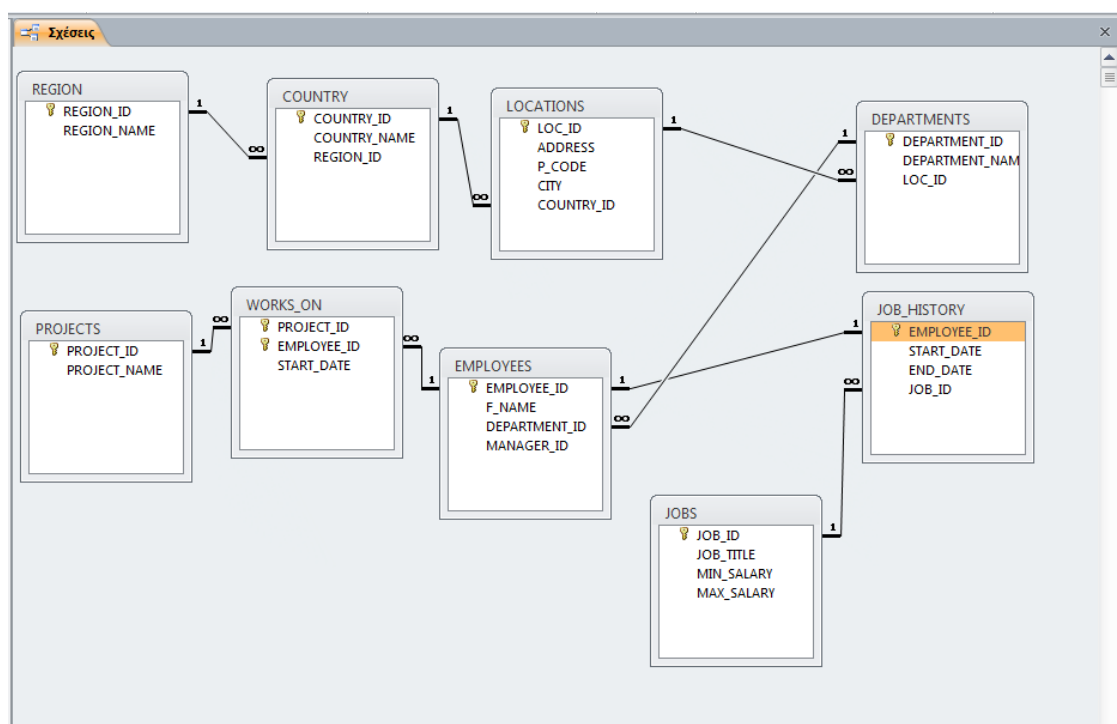 Σχέσεις
REGION
REGION_ID
REGION_NAME
1
∞
COUNTRY
COUNTRY_ID
COUNTRY_NAME
REGION_ID
1
∞
LOCATIONS
LOC_ID
ADDRESS
P_CODE
CITY
COUNTRY_ID
1
∞
DEPARTMENTS
DEPARTMENT_ID
DEPARTMENT_NAM
LOC_ID
1
PROJECTS
PROJECT_ID
PROJECT_NAME
1
∞
WORKS_ON
PROJECT_ID
EMPLOYEE_ID
START_DATE
∞
1
EMPLOYEES
EMPLOYEE_ID
F_NAME
DEPARTMENT_ID
MANAGER_ID
1
∞
JOB_HISTORY
EMPLOYEE_ID
START_DATE
END_DATE
JOB_ID
1
∞
JOBS
JOB_ID
JOB_TITLE
MIN_SALARY
MAX_SALARY
1